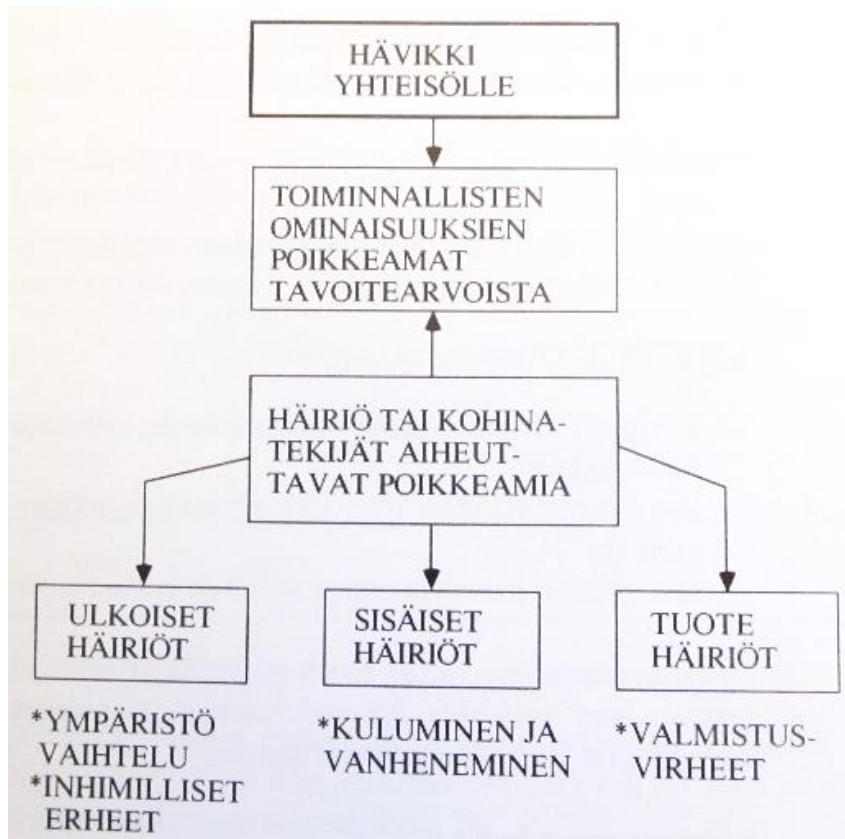 HÄVIKKI
YHTEISÖLLE
TOIMINNALLISTEN
OMINAISUUKSIEN
POIKKEAMAT
TAVOITEARVOISTA
HÄIRIÖ TAI KOHINA-
TEKIJÄT AIHEUT-
TAVAT POIKKEAMIA
ULKOISET
HÄIRIÖT
*YMPÄRISTÖ
VAIHTELU
*INHIMILLISET
ERHEET
SISÄISET
HÄIRIÖT
*KULUMINEN JA
VANHENEMINEN
TUOTE
HÄIRIÖT
*VALMISTUS-
VIRHEET